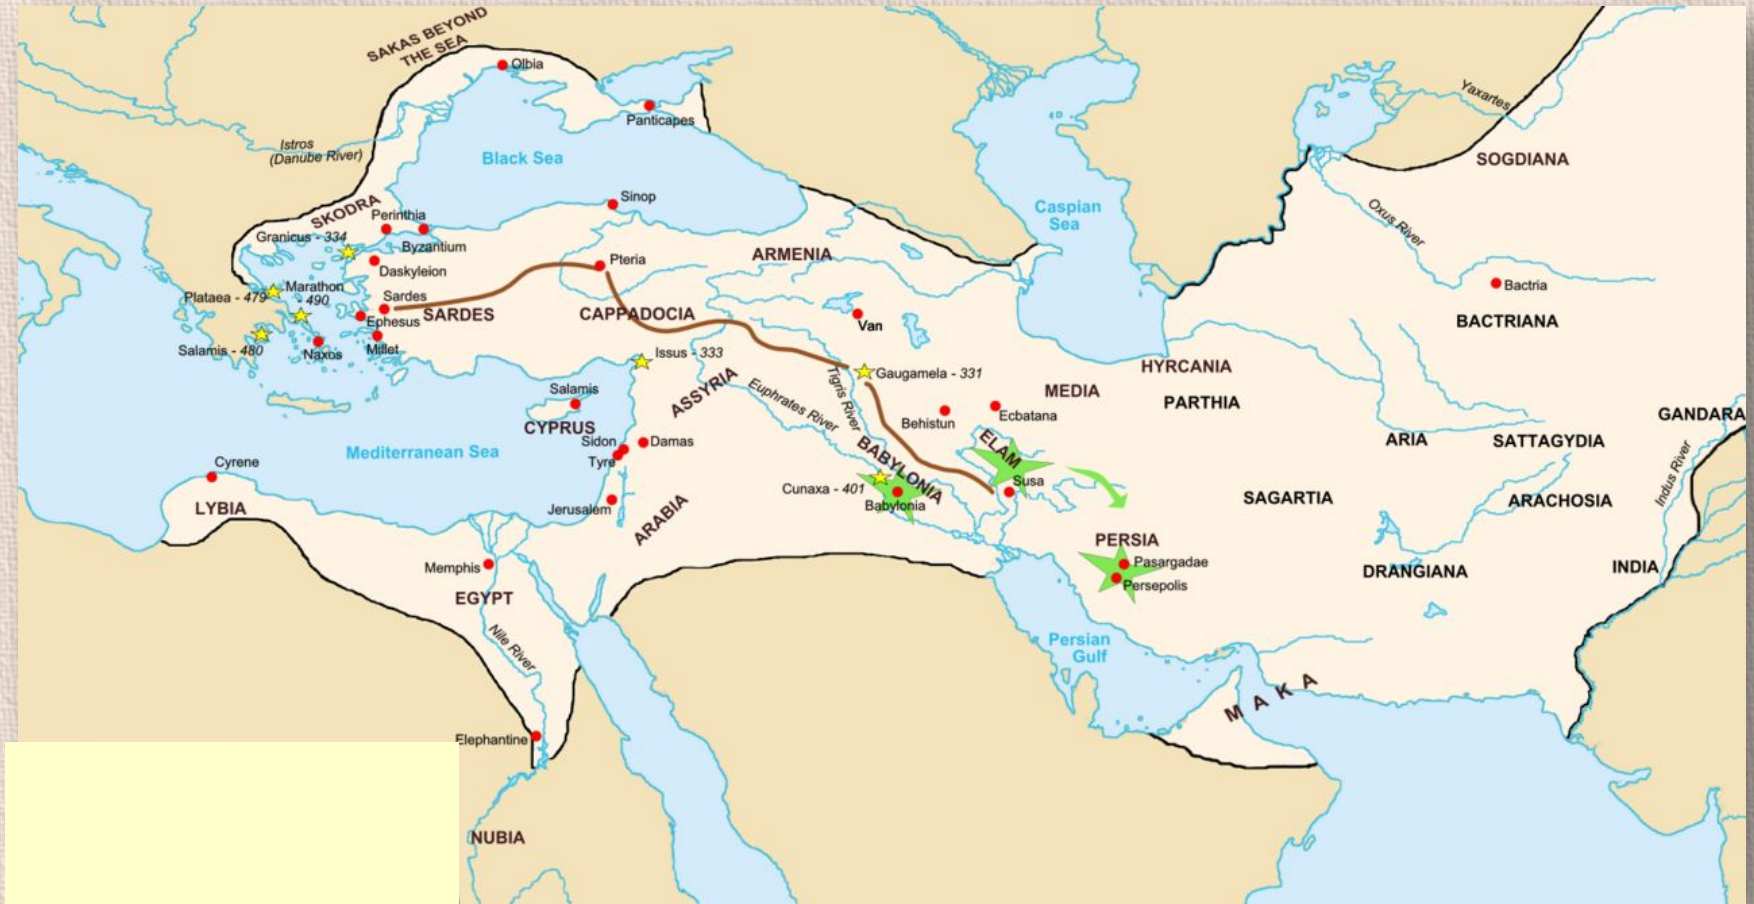 SAKAS BEYOND
THE SEA
Olbia
Panticapes
Yaxartes
Istros
(Danube River)
Black Sea
SOGDIANA
Sinop
SKODRA
Perinthia
Caspian
Sea
Oxus River
Granicus - 334
Byzantium
ARMENIA
Pteria
Daskyleion
Marathon
- 490
Plataea - 479
Sardes
SARDES
CAPPADOCIA
Bactria
BACTRIANA
Ephesus
Van
Salamis - 480
Naxos
Millet
Issus - 333
HYRCANIA
Gaugamela - 331
MEDIA
ASSYRIA
Euphrates River
Tigris River
Salamis
PARTHIA
CYPRUS
Behistun
Ecbatana
GANDARA
Sidon
Damas
ARIA
SATTAGYDIA
Mediterranean Sea
Tyre
BABYLONIA
ELAM
Cyrene
Cunaxa - 401
Susa
Indus River
LYBIA
Jerusalem
ARABIA
Babylonia
SAGARTIA
ARACHOSIA
PERSIA
Memphis
Pasargadae
Persepolis
DRANGIANA
INDIA
EGYPT
Nile River
Persian
Gulf
MAKA
Elephantine
NUBIA